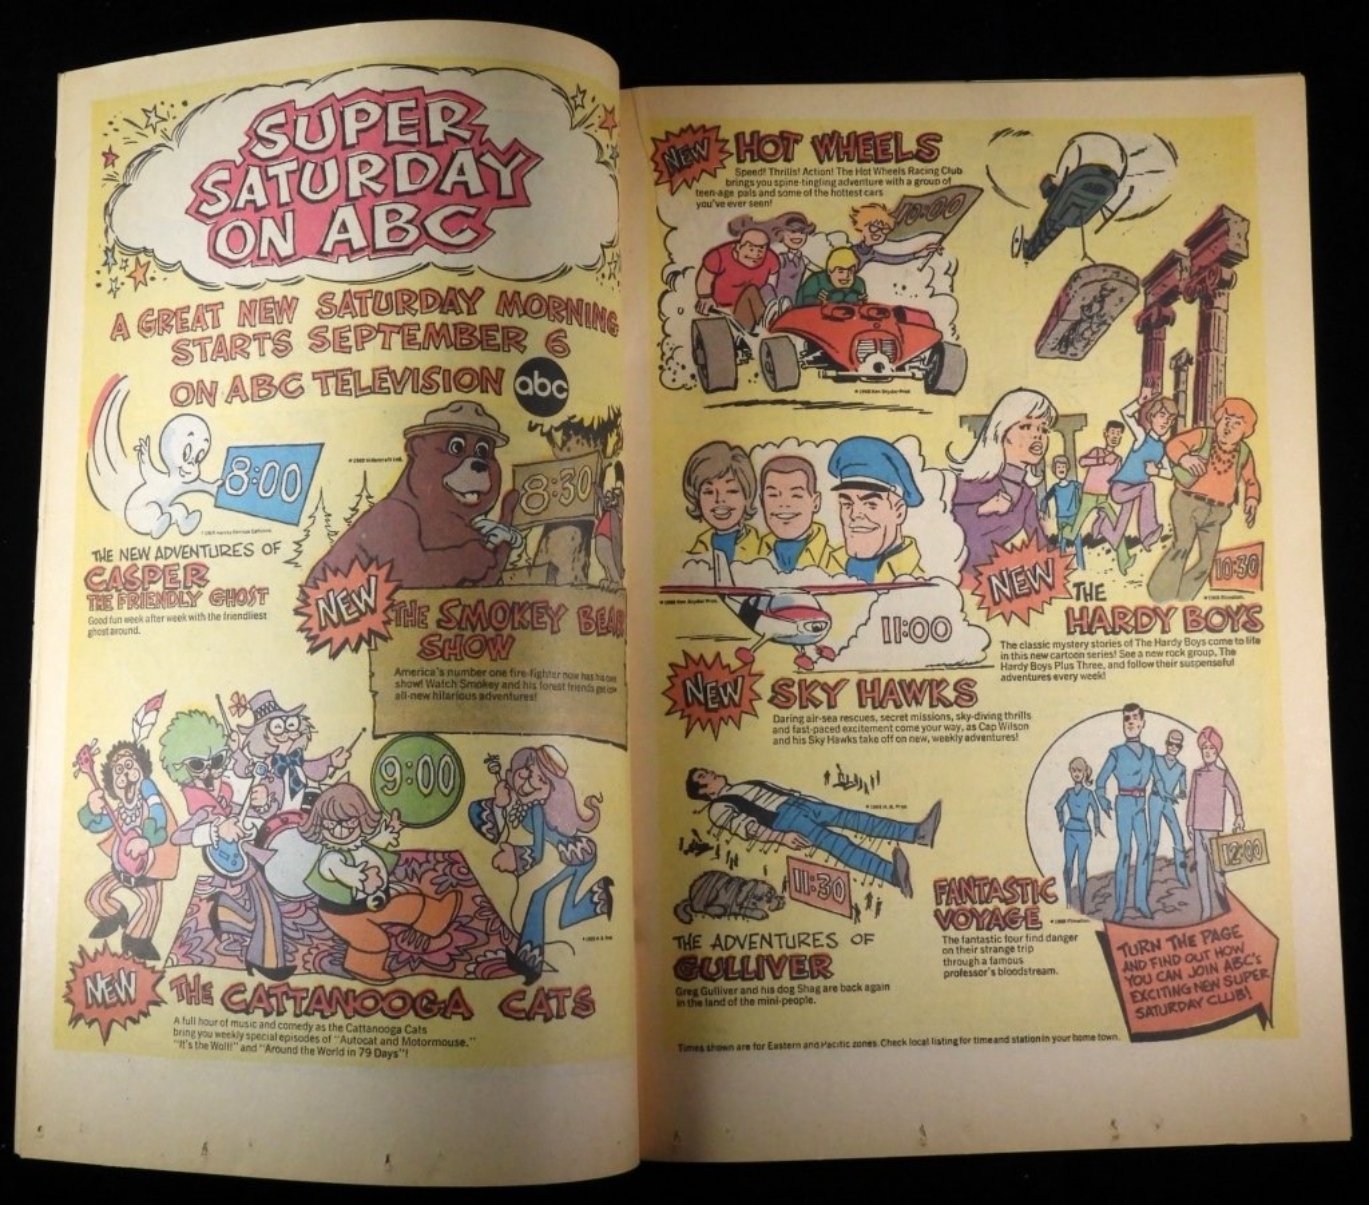 SUPER
SATURDAY
ON ABC
A GREAT NEW SATURDAY MORNING
STARTS SEPTEMBER 6
ON ABC TELEVISION abc
8:00
THE NEW ADVENTURES OF
CASPER
THE FRIENDLY GHOST
Good fun week after week with the friendliest
ghost around.
8:30
NEW
THE SMOKEY BEAR
SHOW
America's number one fire-fighter now has his own
show! Watch Smokey and his forest friends get into
all-new hilarious adventures!
9:00
NEW
THE CATTANOOGA CATS
A full hour of music and comedy as the Cattanooga Cats
bring you weekly special episodes of "Autocat and Motormouse,"
"It's the Wolf!" and "Around the World in 79 Days"!
NEW
HOT WHEELS
Speed! Thrills! Action! The Hot Wheels Racing Club
brings you spine-tingling adventure with a group of
teen-age pals and some of the hottest cars
you've ever seen!
10:00
10:30
NEW
THE
HARDY BOYS
The classic mystery stories of The Hardy Boys come to life
in this new cartoon series! See a new rock group, The
Hardy Boys Plus Three, and follow their suspenseful
adventures every week!
11:00
NEW
SKY HAWKS
Daring air-sea rescues, secret missions, sky-diving thrills
and fast-paced excitement come your way, as Cap Wilson
and his Sky Hawks take off on new, weekly adventures!
11:30
THE ADVENTURES OF
GULLIVER
Greg Gulliver and his dog Shag are back again
in the land of the mini-people.
12:00
FANTASTIC
VOYAGE
The fantastic four find danger
on their strange trip
through a famous
professor's bloodstream.
TURN THE PAGE
AND FIND OUT HOW
YOU CAN JOIN ABC's
EXCITING NEW SUPER
SATURDAY CLUB!
Times shown are for Eastern and Pacific zones. Check local listing for time and station in your home town.